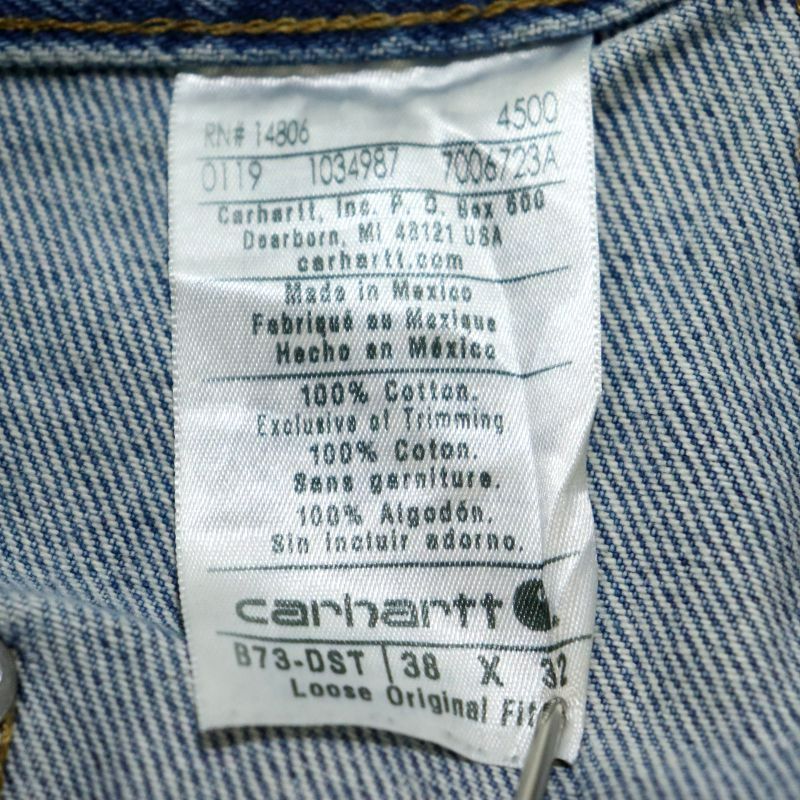 RN# 14806 4500
0119 1034987 7006723A
Carhartt, Inc. P. O. Box 600
Dearborn, MI 48121 USA
carhartt.com
Made in Mexico
Fabriqué au Mexique
Hecho en México
100% Cotton.
Exclusive of Trimming
100% Coton.
Sans garniture.
100% Algodón.
Sin incluir adorno.
carhartt
B73-DST 38 X 32
Loose Original Fit